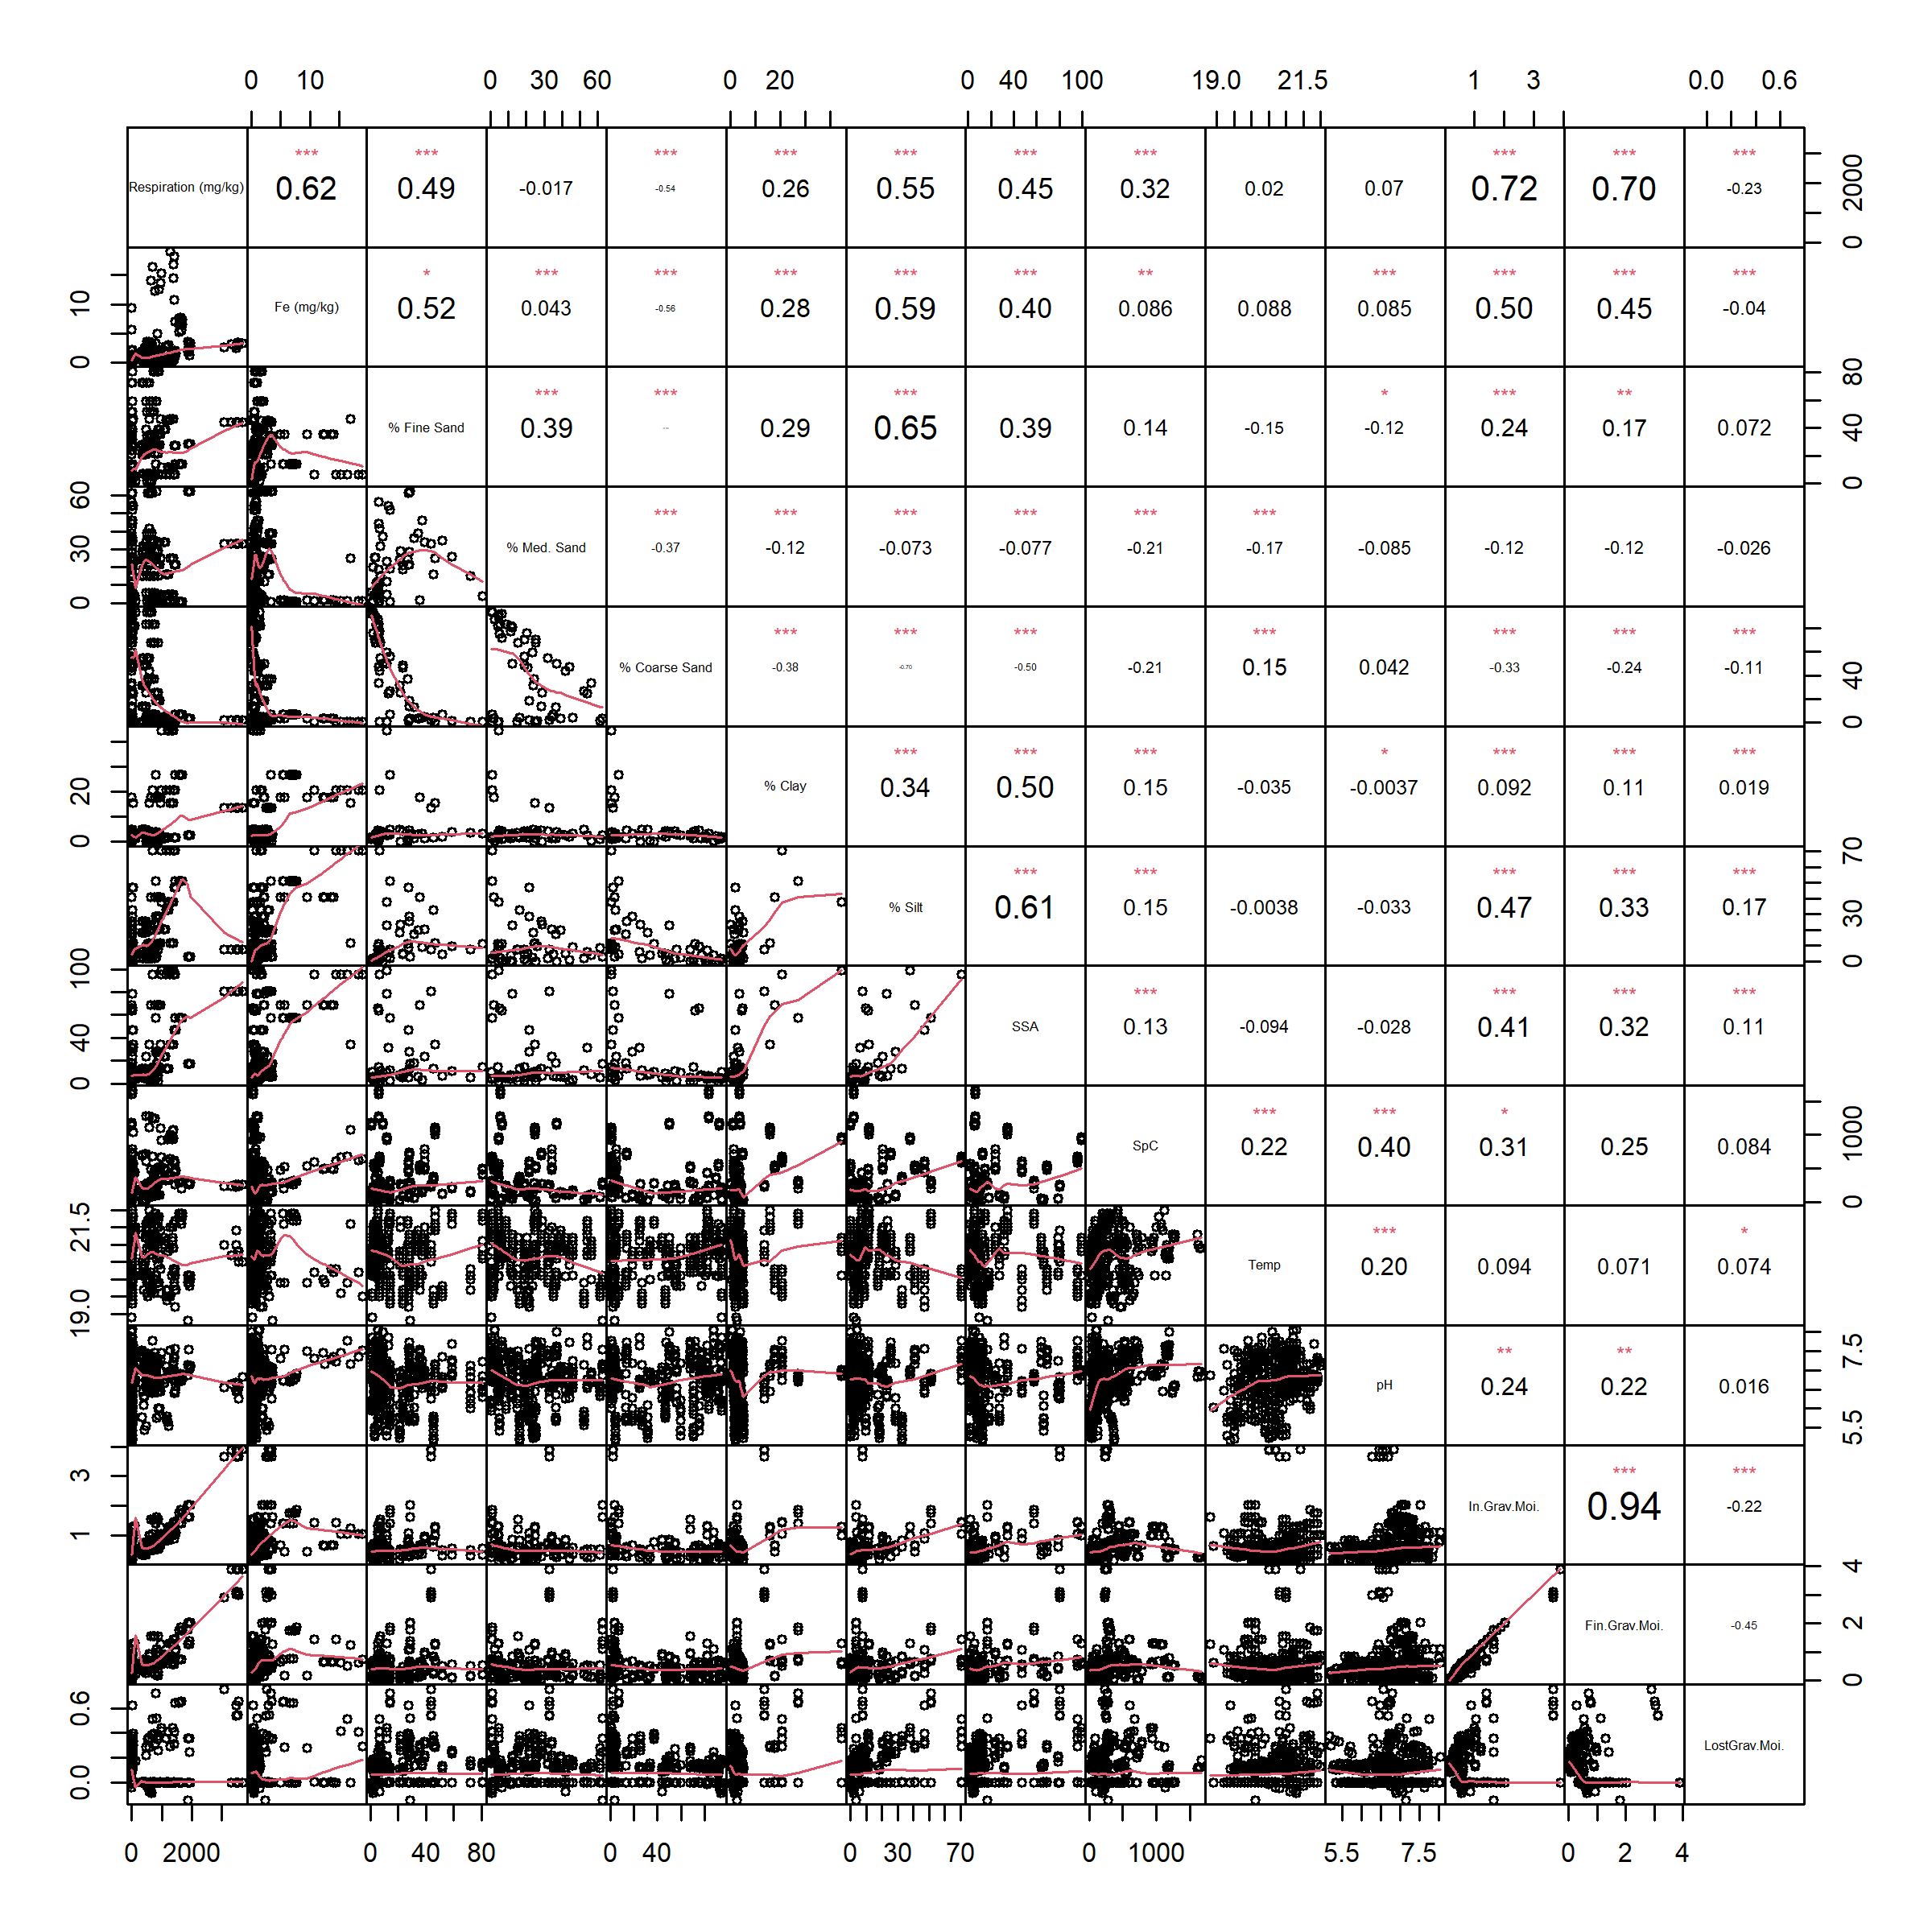 0 10 0 30 60 0 20 0 40 100 19.0 21.5 1 3 0.0 0.6
*** *** *** *** *** *** *** *** *** ***
Respiration (mg/kg) 0.62 0.49 -0.017 -0.54 0.26 0.55 0.45 0.32 0.02 0.07 0.72 0.70 -0.23 0 2000
* *** *** *** *** *** ** *** *** *** ***
0 10 Fe (mg/kg) 0.52 0.043 -0.56 0.28 0.59 0.40 0.086 0.088 0.085 0.50 0.45 -0.04
*** *** *** * *** **
% Fine Sand 0.39 -- 0.29 0.65 0.39 0.14 -0.15 -0.12 0.24 0.17 0.072 0 40 80
*** *** *** *** *** ***
0 30 60 % Med. Sand -0.37 -0.12 -0.073 -0.077 -0.21 -0.17 -0.085 -0.12 -0.12 -0.026
*** *** *** *** *** *** ***
% Coarse Sand -0.38 -0.70 -0.50 -0.21 0.15 0.042 -0.33 -0.24 -0.11 0 40
*** *** *** * *** *** ***
0 20 % Clay 0.34 0.50 0.15 -0.035 -0.0037 0.092 0.11 0.019
*** *** *** *** ***
% Silt 0.61 0.15 -0.0038 -0.033 0.47 0.33 0.17 0 30 70
*** *** *** ***
0 40 100 SSA 0.13 -0.094 -0.028 0.41 0.32 0.11
*** *** *
SpC 0.22 0.40 0.31 0.25 0.084 0 1000
*** *
19.0 21.5 Temp 0.20 0.094 0.071 0.074
** **
pH 0.24 0.22 0.016 5.5 7.5
*** ***
1 3 In.Grav.Moi. 0.94 -0.22
Fin.Grav.Moi. -0.45 0 2 4
0.0 0.6 LostGrav.Moi.
0 2000 0 40 80 0 40 0 30 70 0 1000 5.5 7.5 0 2 4